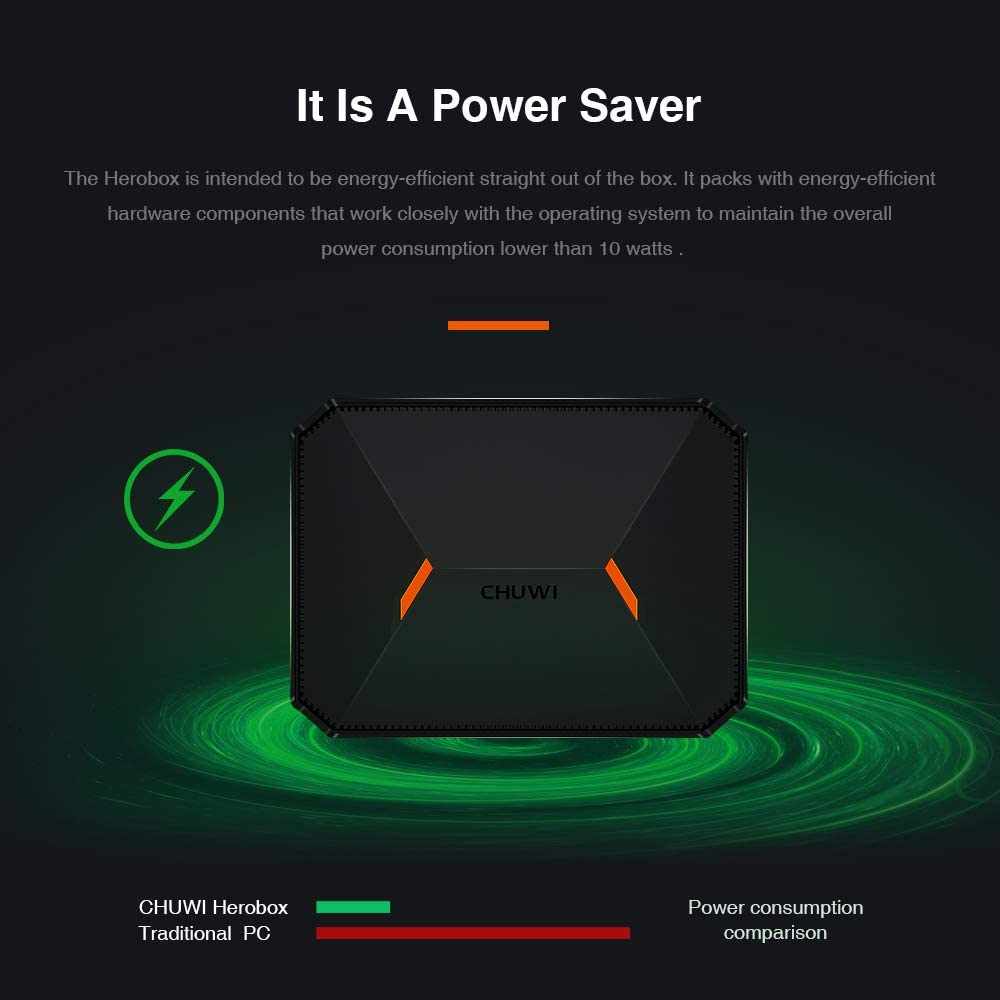 It Is A Power Saver
The Herobox is intended to be energy-efficient straight out of the box. It packs with energy-efficient
hardware components that work closely with the operating system to maintain the overall
power consumption lower than 10 watts .
CHUWI
CHUWI Herobox
Traditional PC
Power consumption
comparison